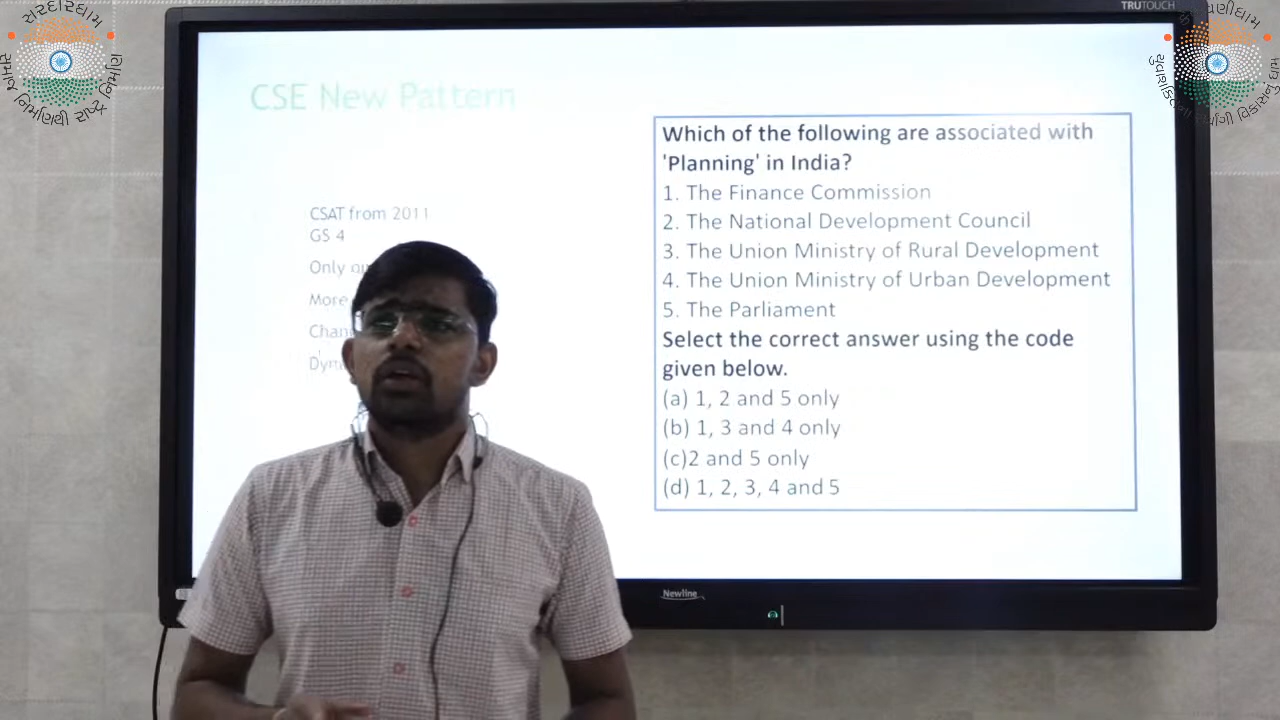 TRUTOUCH
સરદારધામ
CSE New Pattern
CSAT from 2011
GS 4
Only
More
Which of the following are associated with
'Planning' in India?
1. The Finance Commission
2. The National Development Council
3. The Union Ministry of Rural Development
4. The Union Ministry of Urban Development
5. The Parliament
Select the correct answer using the code
given below.
(a) 1, 2 and 5 only
(b) 1, 3 and 4 only
(c)2 and 5 only
(d) 1, 2, 3, 4 and 5
Newline